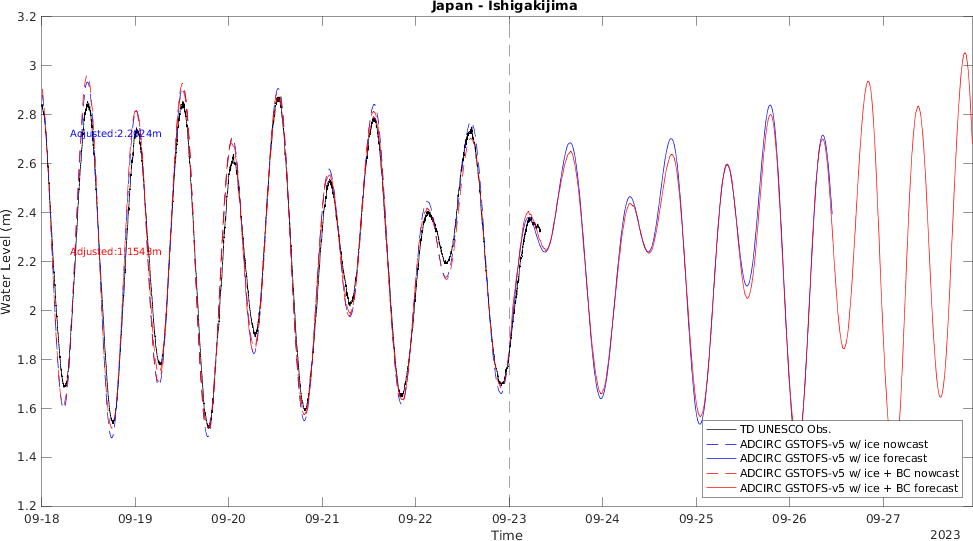 Japan - Ishigakijima
3.2
3
2.8
2.6
2.4
2.2
2
1.8
1.6
1.4
1.2
Water Level (m)
Adjusted:1.1543m
TD UNESCO Obs.
ADCIRC GSTOFS-v5 w/ ice nowcast
ADCIRC GSTOFS-v5 w/ ice forecast
ADCIRC GSTOFS-v5 w/ ice + BC nowcast
ADCIRC GSTOFS-v5 w/ ice + BC forecast
09-18 09-19 09-20 09-21 09-22 09-23 09-24 09-25 09-26 09-27
Time
2023